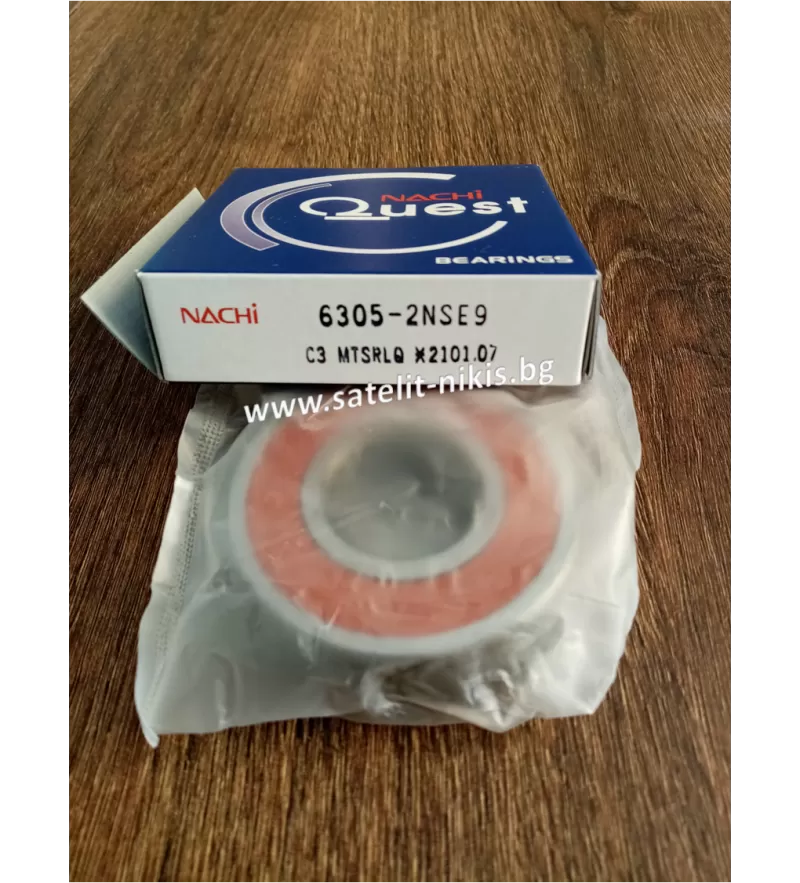 NACHi
Quest
BEARINGS
NACHi 6305-2NSE9
C3 MTSRLQ ※2101.07
www.satelit-nikis.bg